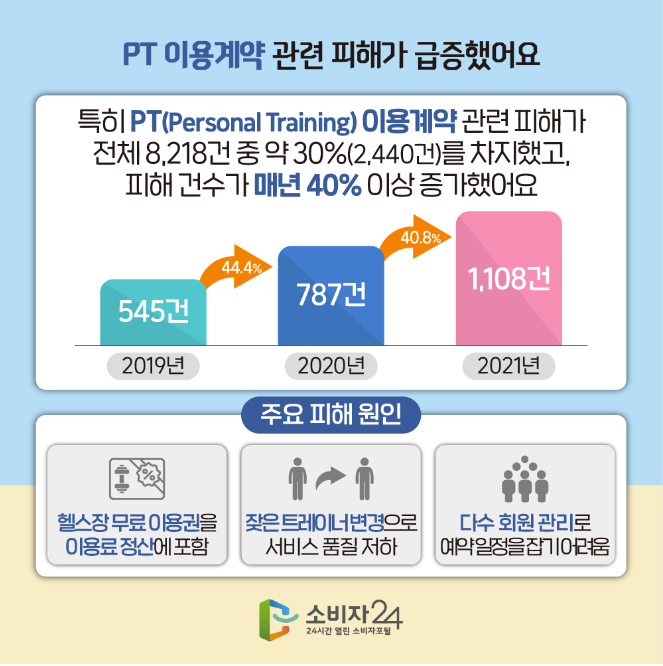 PT 이용계약 관련 피해가 급증했어요
특히 PT(Personal Training) 이용계약 관련 피해가
전체 8,218건 중 약 30%(2,440건)를 차지했고,
피해 건수가 매년 40% 이상 증가했어요
44.4%
40.8%
545건
787건
1,108건
2019년
2020년
2021년
주요 피해 원인
헬스장 무료 이용권을
이용료 정산에 포함
잦은 트레이너 변경으로
서비스 품질 저하
다수 회원 관리로
예약 일정을 잡기 어려움
소비자24
24시간 열린 소비자포털